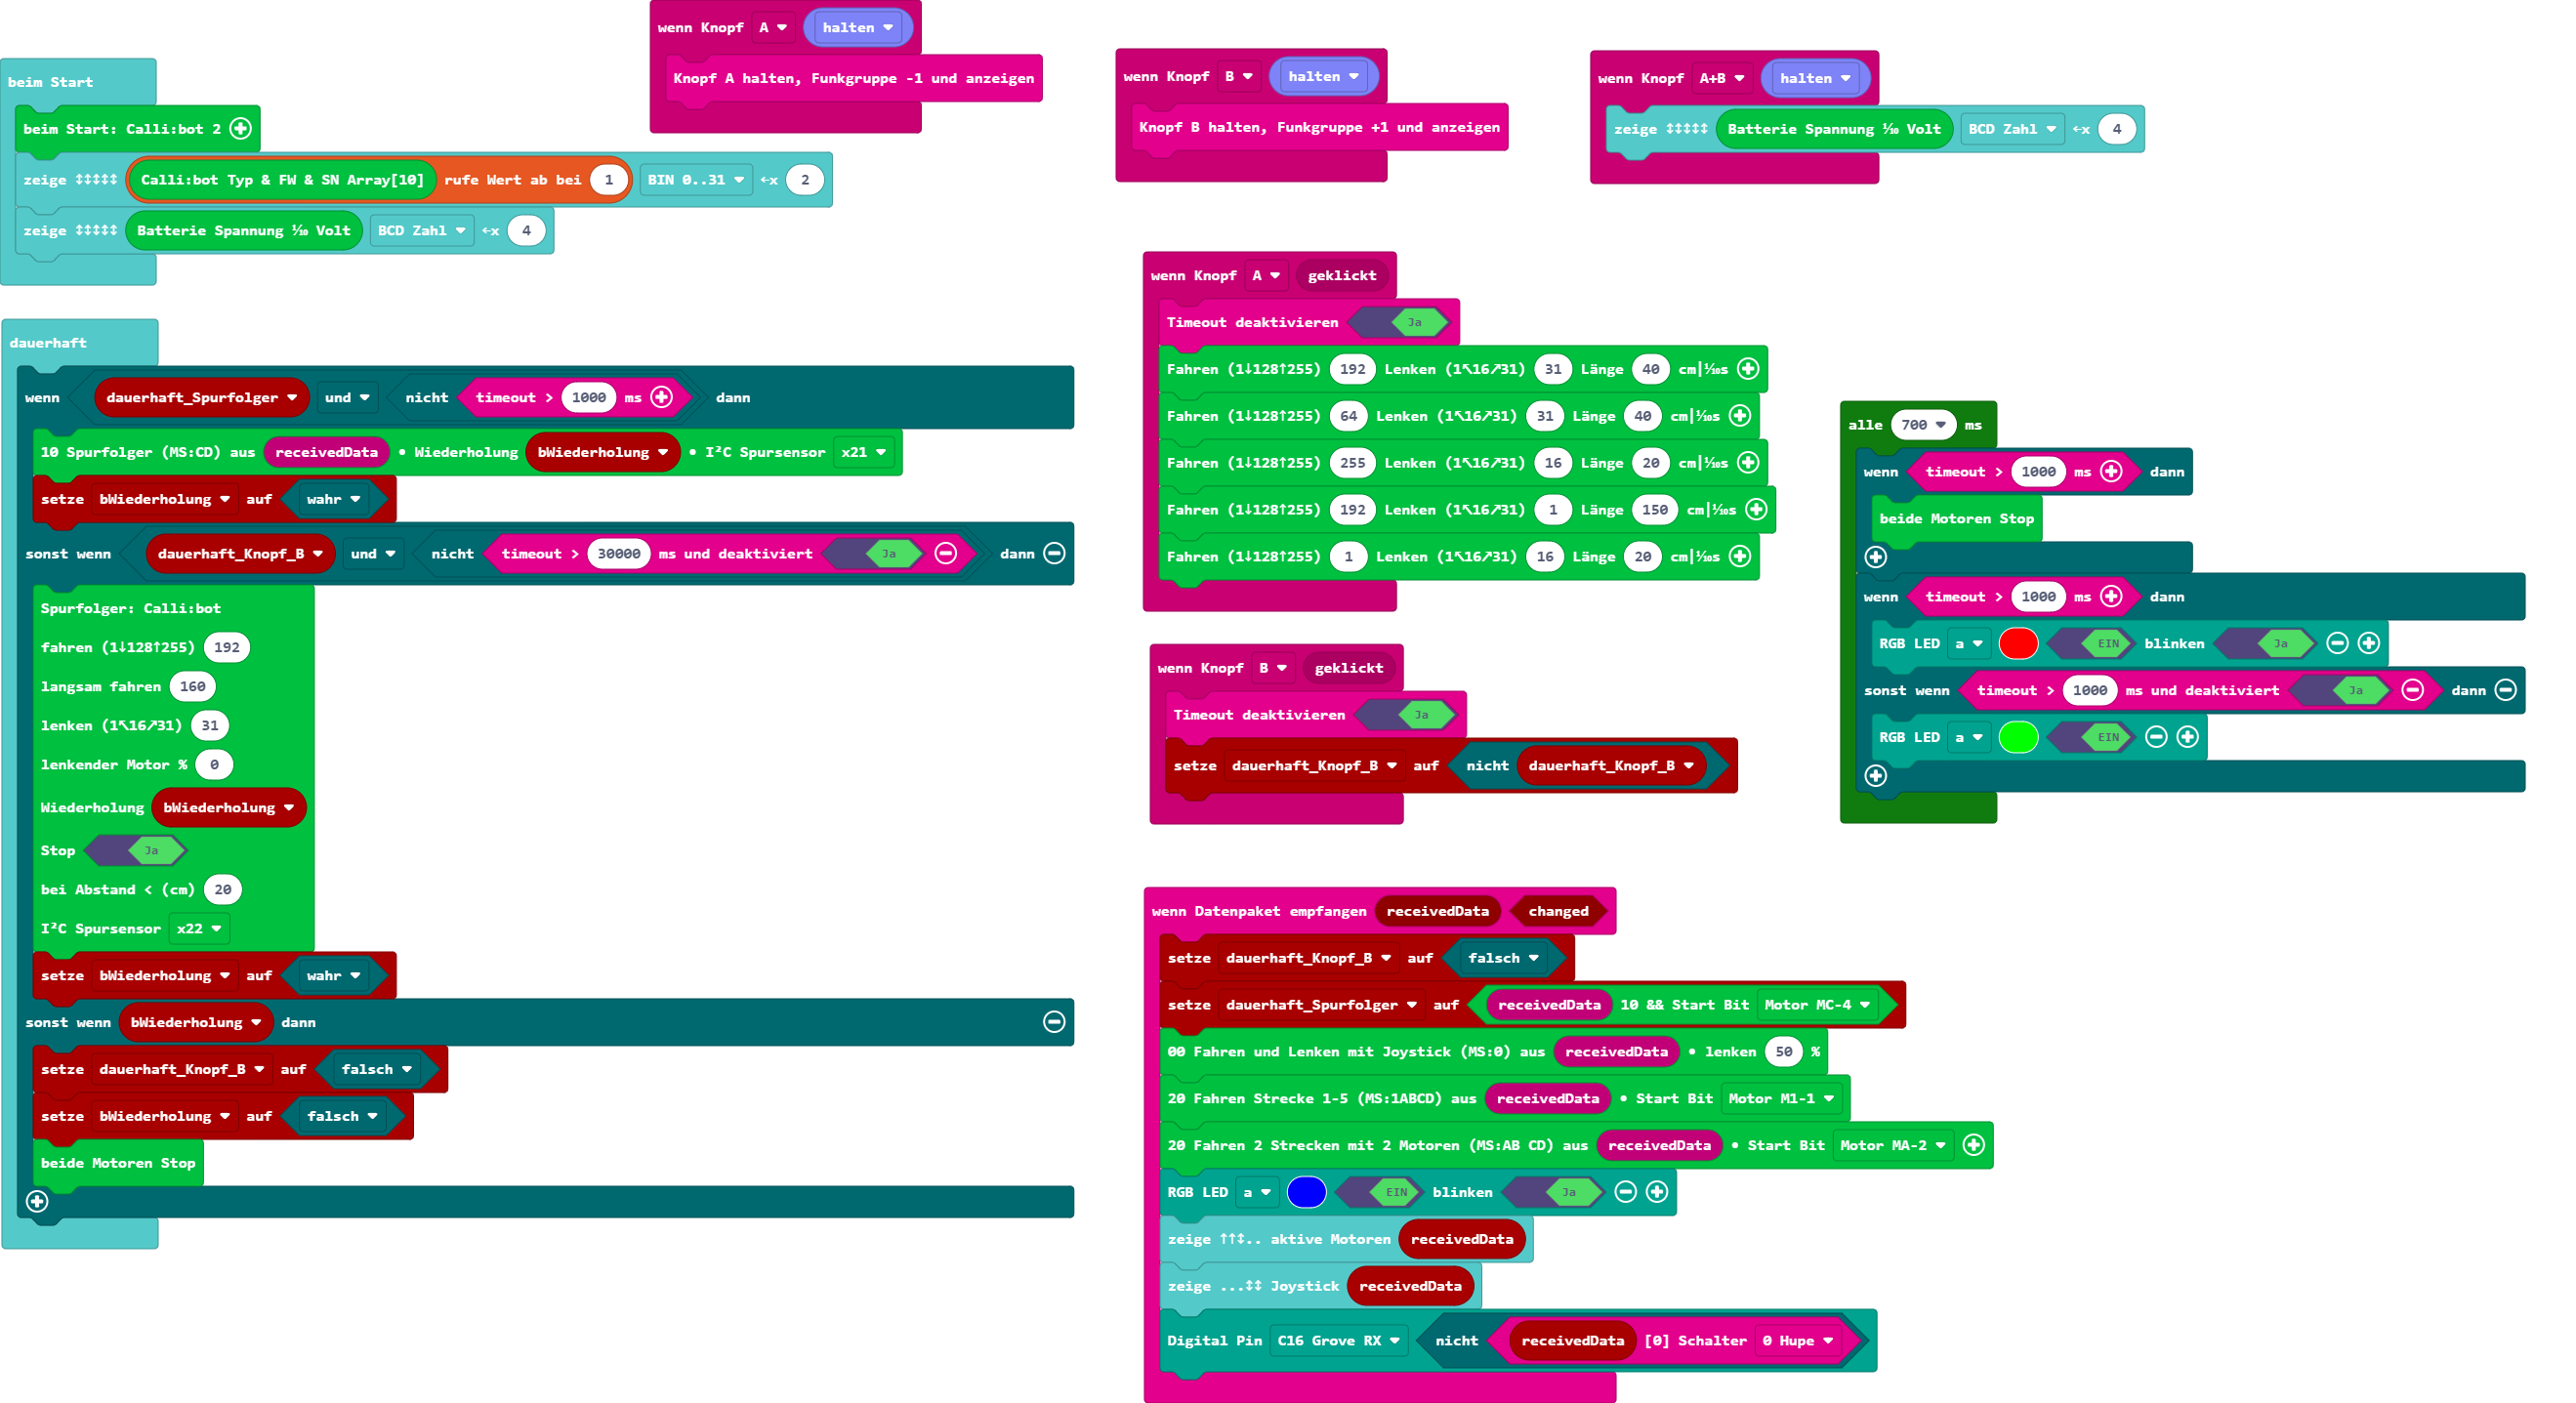 wenn Knopf A halten
Knopf A halten, Funkgruppe -1 und anzeigen
beim Start
beim Start: Calli:bot 2
zeige ↕↕↕↕↕ Calli:bot Typ & FW & SN Array[10] rufe Wert ab bei 1 BIN 0..31 ←x 2
zeige ↕↕↕↕↕ Batterie Spannung ⅒ Volt BCD Zahl ←x 4
wenn Knopf B halten
Knopf B halten, Funkgruppe +1 und anzeigen
wenn Knopf A+B halten
zeige ↕↕↕↕↕ Batterie Spannung ⅒ Volt BCD Zahl ←x 4
dauerhaft
wenn dauerhaft_Spurfolger und nicht timeout > 1000 ms dann
10 Spurfolger (MS:CD) aus receivedData • Wiederholung bWiederholung • I²C Spursensor x21
setze bWiederholung auf wahr
sonst wenn dauerhaft_Knopf_B und nicht timeout > 30000 ms und deaktiviert Ja dann
Spurfolger: Calli:bot
fahren (1↓128↑255) 192
langsam fahren 160
lenken (1↖16↗31) 31
lenkender Motor % 0
Wiederholung bWiederholung
Stop Ja
bei Abstand < (cm) 20
I²C Spursensor x22
setze bWiederholung auf wahr
sonst wenn bWiederholung dann
setze dauerhaft_Knopf_B auf falsch
setze bWiederholung auf falsch
beide Motoren Stop
wenn Knopf A geklickt
Timeout deaktivieren Ja
Fahren (1↓128↑255) 192 Lenken (1↖16↗31) 31 Länge 40 cm|⅒s
Fahren (1↓128↑255) 64 Lenken (1↖16↗31) 31 Länge 40 cm|⅒s
Fahren (1↓128↑255) 255 Lenken (1↖16↗31) 16 Länge 20 cm|⅒s
Fahren (1↓128↑255) 192 Lenken (1↖16↗31) 1 Länge 150 cm|⅒s
Fahren (1↓128↑255) 1 Lenken (1↖16↗31) 16 Länge 20 cm|⅒s
wenn Knopf B geklickt
Timeout deaktivieren Ja
setze dauerhaft_Knopf_B auf nicht dauerhaft_Knopf_B
alle 700 ms
wenn timeout > 1000 ms dann
beide Motoren Stop
wenn timeout > 1000 ms dann
RGB LED a EIN blinken Ja
sonst wenn timeout > 1000 ms und deaktiviert Ja dann
RGB LED a EIN
wenn Datenpaket empfangen receivedData changed
setze dauerhaft_Knopf_B auf falsch
setze dauerhaft_Spurfolger auf receivedData 10 && Start Bit Motor MC-4
00 Fahren und Lenken mit Joystick (MS:0) aus receivedData • lenken 50 %
20 Fahren Strecke 1-5 (MS:1ABCD) aus receivedData • Start Bit Motor M1-1
20 Fahren 2 Strecken mit 2 Motoren (MS:AB CD) aus receivedData • Start Bit Motor MA-2
RGB LED a EIN blinken Ja
zeige ↑↑↕.. aktive Motoren receivedData
zeige ...↕↕ Joystick receivedData
Digital Pin C16 Grove RX nicht receivedData [0] Schalter 0 Hupe